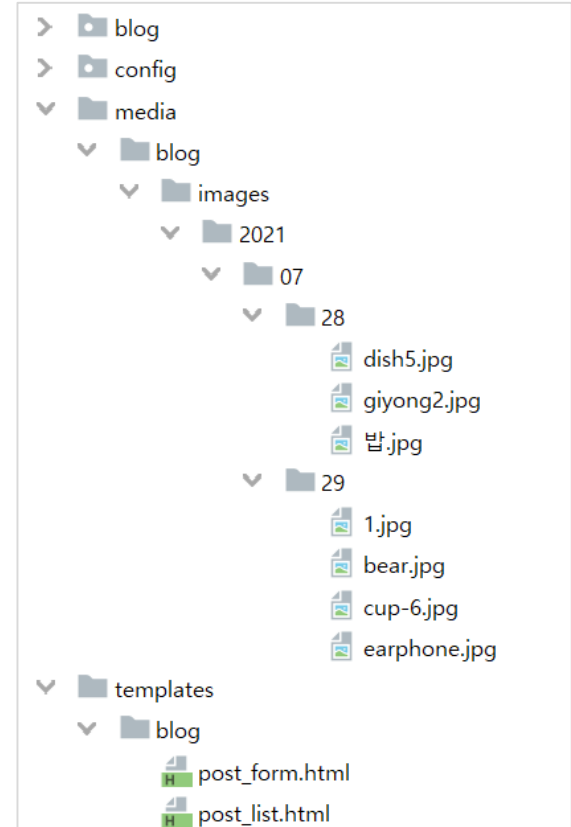 blog
config
media
blog
images
2021
07
28
dish5.jpg
giyong2.jpg
밥.jpg
29
1.jpg
bear.jpg
cup-6.jpg
earphone.jpg
templates
blog
H post_form.html
H post_list.html